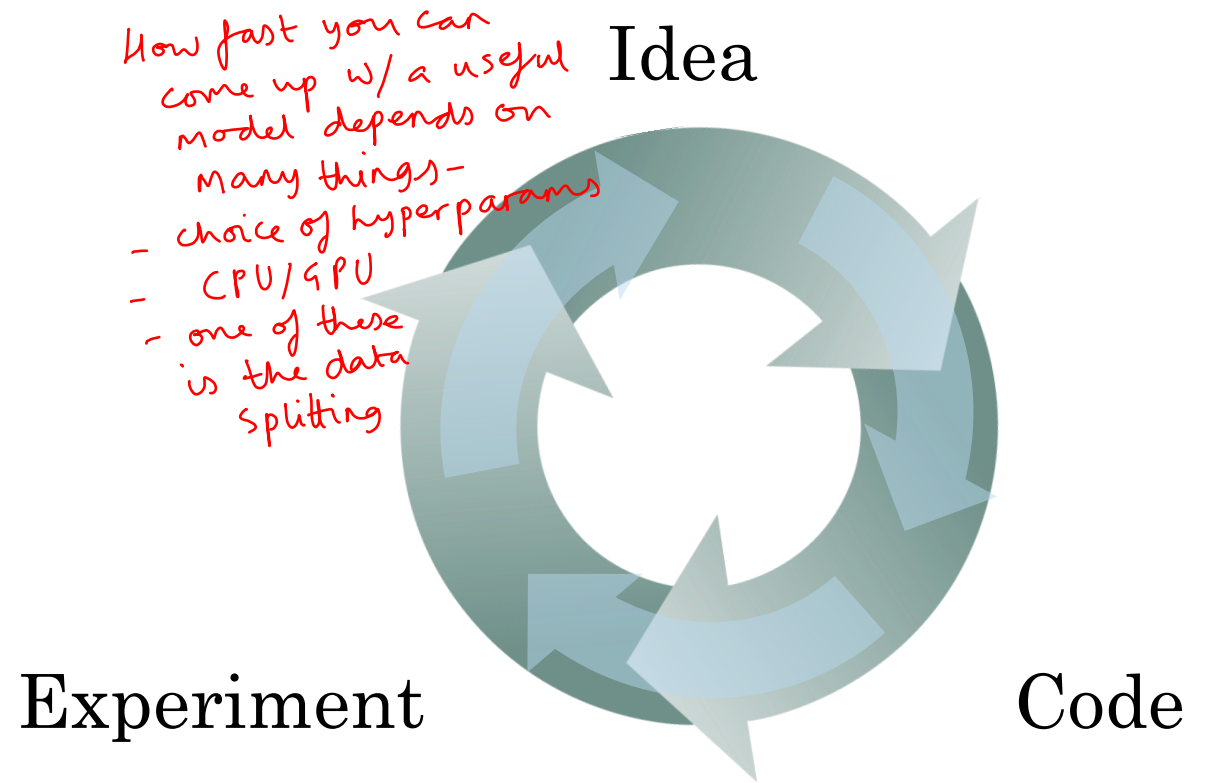 How fast you can
come up w/ a useful
model depends on
many things-
- choice of hyperparams
- CPU/GPU
- one of these
is the data
splitting
Idea
Experiment
Code